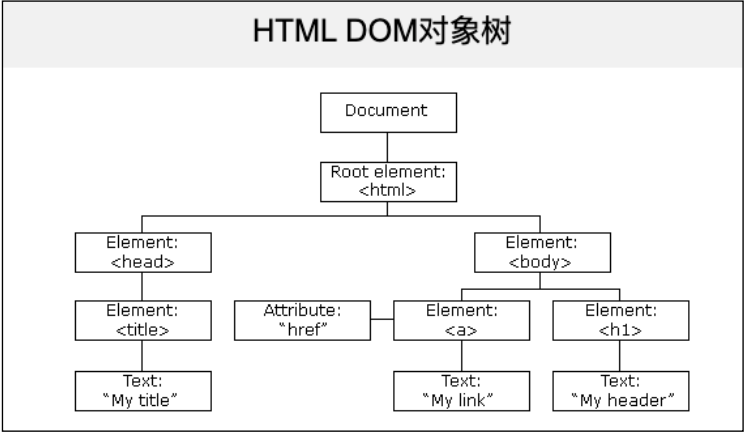 HTML DOM对象树
Document
Root element:
<html>
Element:
<head>
Element:
<body>
Element:
<title>
Attribute:
“href”
Element:
<a>
Element:
<h1>
Text:
“My title”
Text:
“My link”
Text:
“My header”